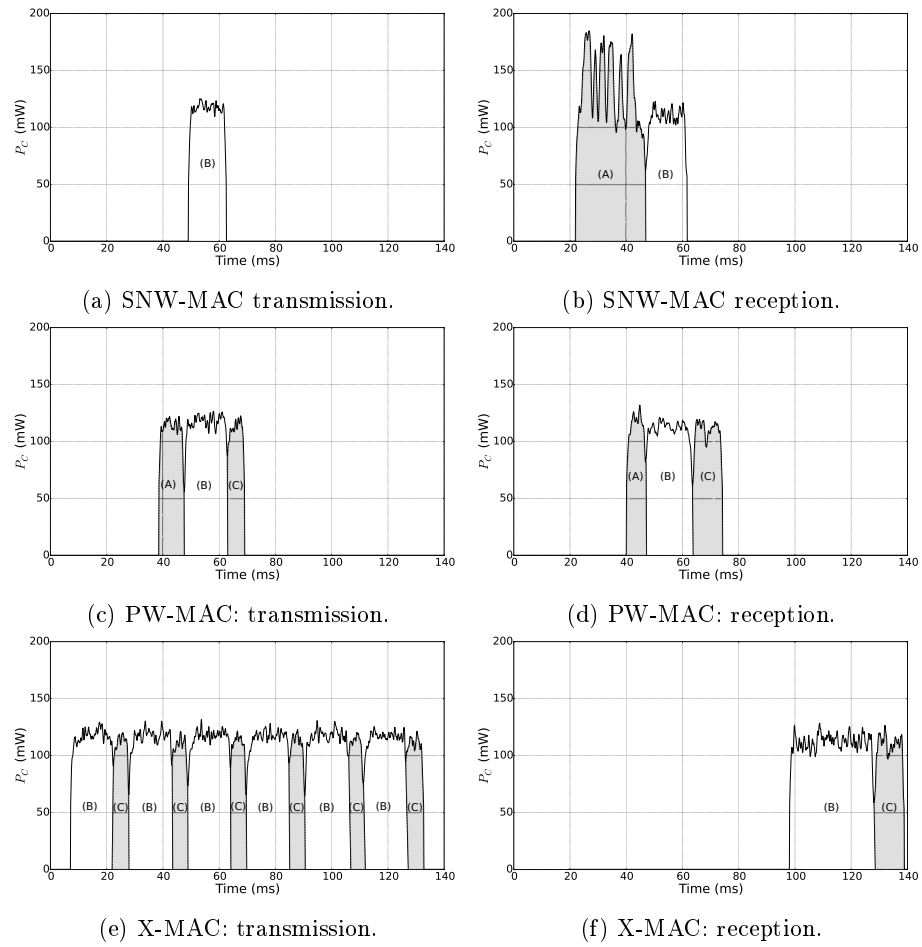 200
150
100
50
0
P_C (mW)
(B)
0 20 40 60 80 100 120 140
Time (ms)
(a) SNW-MAC transmission.
200
150
100
50
0
P_C (mW)
(A) (B)
0 20 40 60 80 100 120 140
Time (ms)
(b) SNW-MAC reception.
200
150
100
50
0
P_C (mW)
(A) (B) (C)
0 20 40 60 80 100 120 140
Time (ms)
(c) PW-MAC: transmission.
200
150
100
50
0
P_C (mW)
(A) (B) (C)
0 20 40 60 80 100 120 140
Time (ms)
(d) PW-MAC: reception.
200
150
100
50
0
P_C (mW)
(B) (C) (B) (C) (B) (C) (B) (C) (B) (C) (B) (C)
0 20 40 60 80 100 120 140
Time (ms)
(e) X-MAC: transmission.
200
150
100
50
0
P_C (mW)
(B) (C)
0 20 40 60 80 100 120 140
Time (ms)
(f) X-MAC: reception.